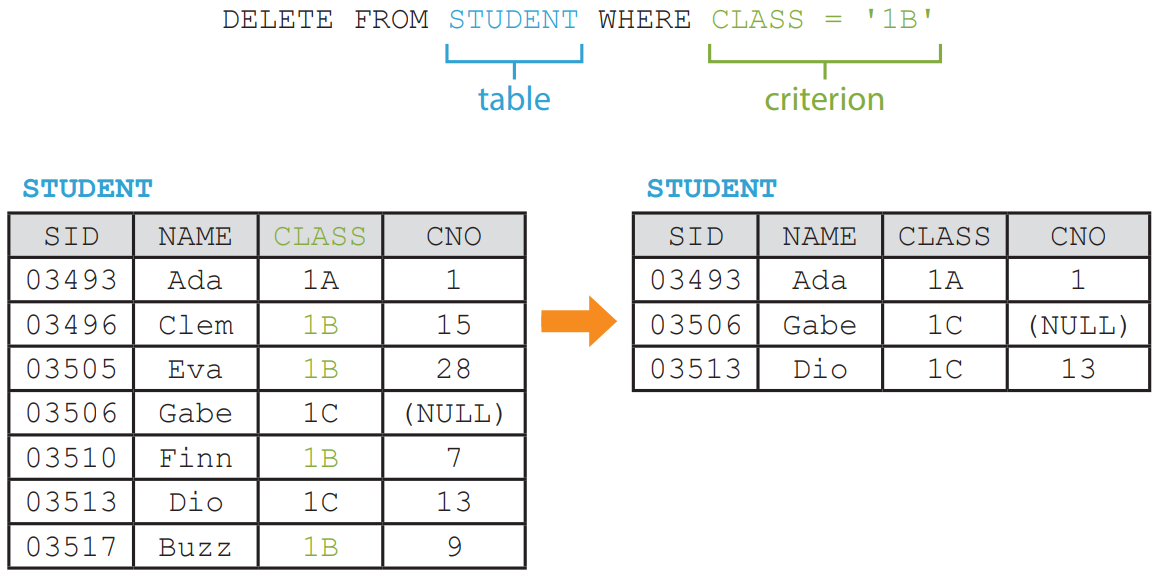 DELETE FROM STUDENT WHERE CLASS = '1B'
table
criterion
STUDENT
SID NAME CLASS CNO
03493 Ada 1A 1
03496 Clem 1B 15
03505 Eva 1B 28
03506 Gabe 1C (NULL)
03510 Finn 1B 7
03513 Dio 1C 13
03517 Buzz 1B 9
STUDENT
SID NAME CLASS CNO
03493 Ada 1A 1
03506 Gabe 1C (NULL)
03513 Dio 1C 13